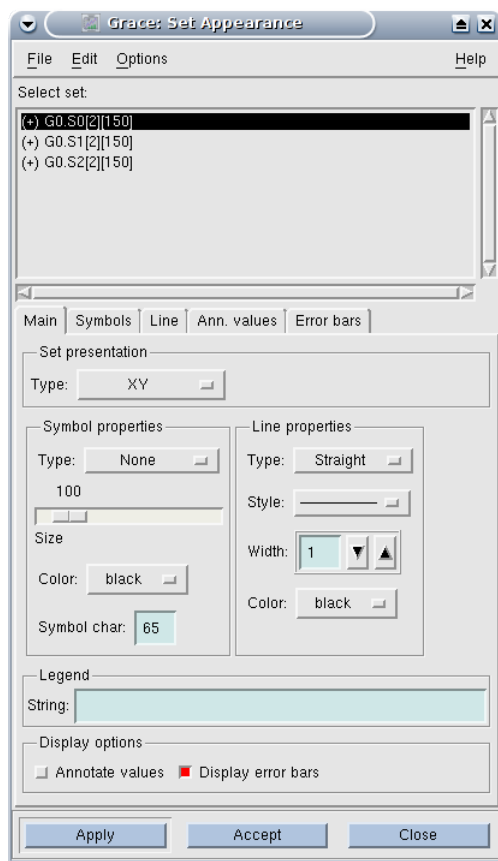 Grace: Set Appearance
File Edit Options Help
Select set:
(+) G0.S0[2][150]
(+) G0.S1[2][150]
(+) G0.S2[2][150]
Main Symbols Line Ann. values Error bars
Set presentation
Type: XY
Symbol properties
Type: None
100
Size
Color: black
Symbol char: 65
Line properties
Type: Straight
Style:
Width: 1
Color: black
Legend
String:
Display options
Annotate values Display error bars
Apply Accept Close